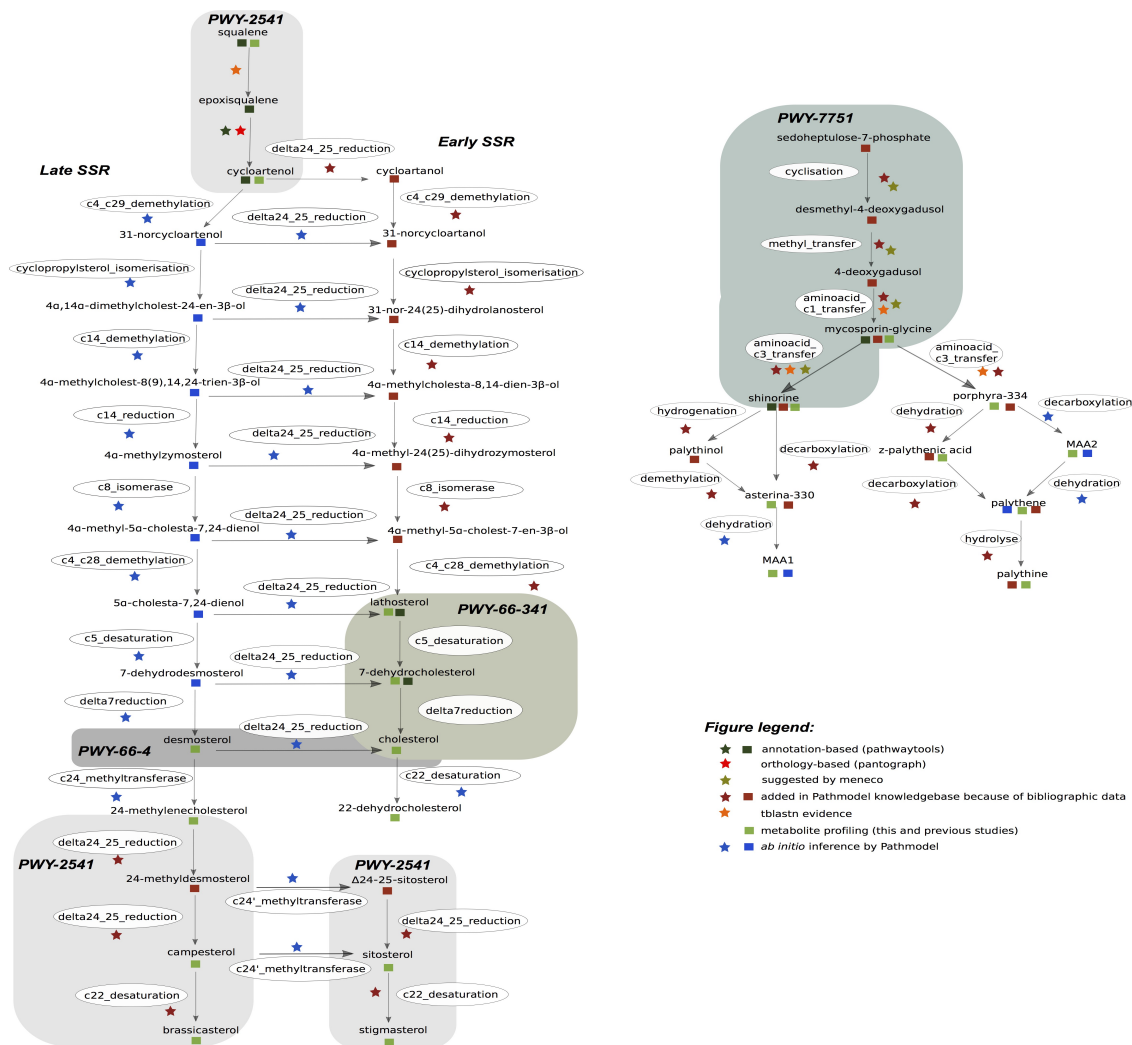 PWY-2541
squalene
epoxisqualene
Late SSR
Early SSR
delta24_25_reduction
cycloartenol
cycloartanol
c4_c29_demethylation
c4_c29_demethylation
delta24_25_reduction
31-norcycloartenol
31-norcycloartanol
cyclopropylsterol_isomerisation
cyclopropylsterol_isomerisation
delta24_25_reduction
4α,14α-dimethylcholest-24-en-3β-ol
31-nor-24(25)-dihydrolanosterol
c14_demethylation
c14_demethylation
delta24_25_reduction
4α-methylcholest-8(9),14,24-trien-3β-ol
4α-methylcholesta-8,14-dien-3β-ol
c14_reduction
c14_reduction
delta24_25_reduction
4α-methylzymosterol
4α-methyl-24(25)-dihydrozymosterol
c8_isomerase
c8_isomerase
delta24_25_reduction
4α-methyl-5α-cholesta-7,24-dienol
4α-methyl-5α-cholest-7-en-3β-ol
c4_c28_demethylation
c4_c28_demethylation
delta24_25_reduction
5α-cholesta-7,24-dienol
lathosterol
PWY-66-341
c5_desaturation
c5_desaturation
delta24_25_reduction
7-dehydrodesmosterol
7-dehydrocholesterol
delta7reduction
delta7reduction
delta24_25_reduction
PWY-66-4
desmosterol
cholesterol
c24_methyltransferase
c22_desaturation
24-methylenecholesterol
22-dehydrocholesterol
delta24_25_reduction
PWY-2541
PWY-2541
24-methyldesmosterol
Δ24-25-sitosterol
c24'_methyltransferase
delta24_25_reduction
delta24_25_reduction
campesterol
sitosterol
c24'_methyltransferase
c22_desaturation
c22_desaturation
brassicasterol
stigmasterol
PWY-7751
sedoheptulose-7-phosphate
cyclisation
desmethyl-4-deoxygadusol
methyl_transfer
4-deoxygadusol
aminoacid_
c1_transfer
mycosporin-glycine
aminoacid_
c3_transfer
aminoacid_
c3_transfer
shinorine
porphyra-334
hydrogenation
dehydration
decarboxylation
palythinol
decarboxylation
z-palythenic acid
MAA2
demethylation
asterina-330
decarboxylation
dehydration
palythene
dehydration
hydrolyse
MAA1
palythine
Figure legend:
annotation-based (pathwaytools)
orthology-based (pantograph)
suggested by meneco
added in Pathmodel knowledgebase because of bibliographic data
tblastn evidence
metabolite profiling (this and previous studies)
ab initio inference by Pathmodel